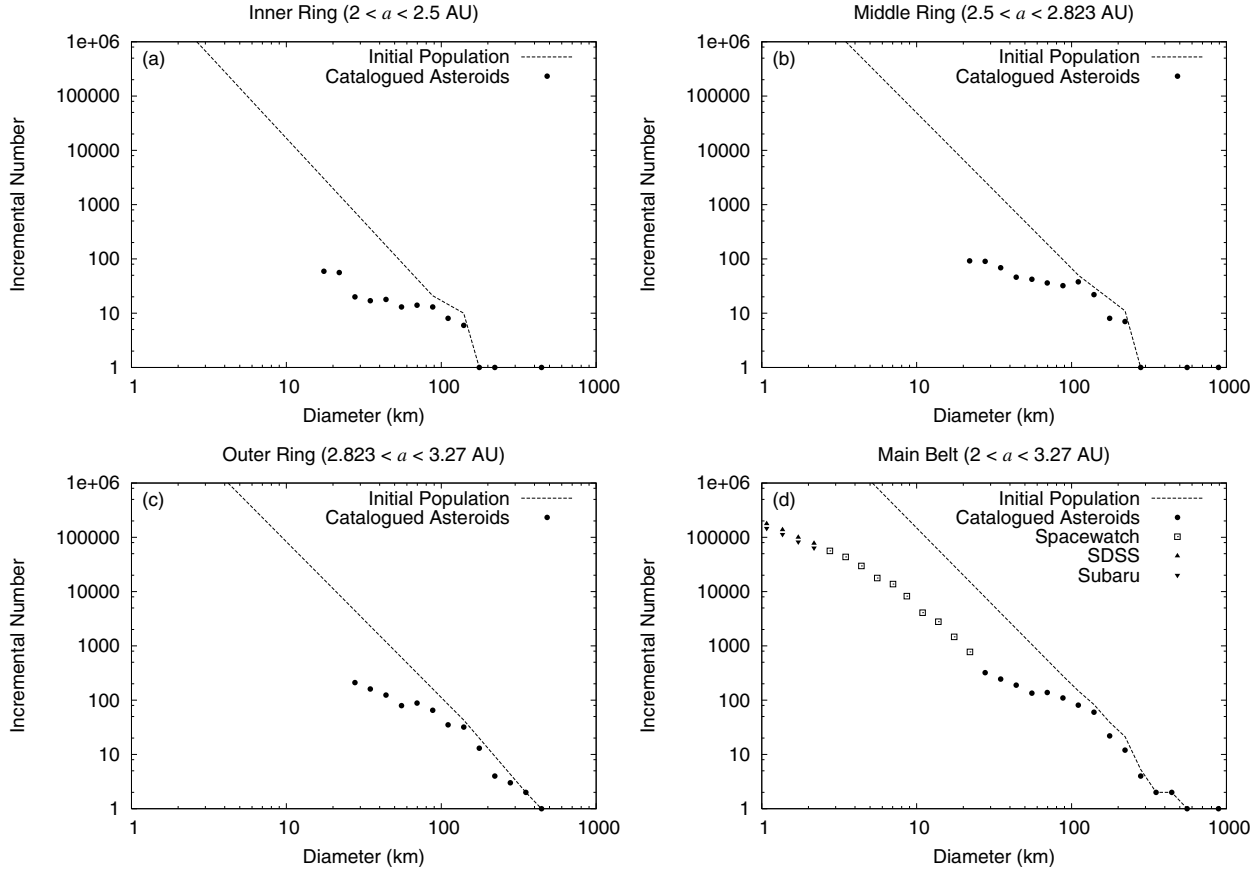 Inner Ring (2 < a < 2.5 AU)
(a)
Initial Population
Catalogued Asteroids
Incremental Number
1e+06
100000
10000
1000
100
10
1
1 10 100 1000
Diameter (km)
Middle Ring (2.5 < a < 2.823 AU)
(b)
Initial Population
Catalogued Asteroids
Incremental Number
1e+06
100000
10000
1000
100
10
1
1 10 100 1000
Diameter (km)
Outer Ring (2.823 < a < 3.27 AU)
(c)
Initial Population
Catalogued Asteroids
Incremental Number
1e+06
100000
10000
1000
100
10
1
1 10 100 1000
Diameter (km)
Main Belt (2 < a < 3.27 AU)
(d)
Initial Population
Catalogued Asteroids
Spacewatch
SDSS
Subaru
Incremental Number
1e+06
100000
10000
1000
100
10
1
1 10 100 1000
Diameter (km)